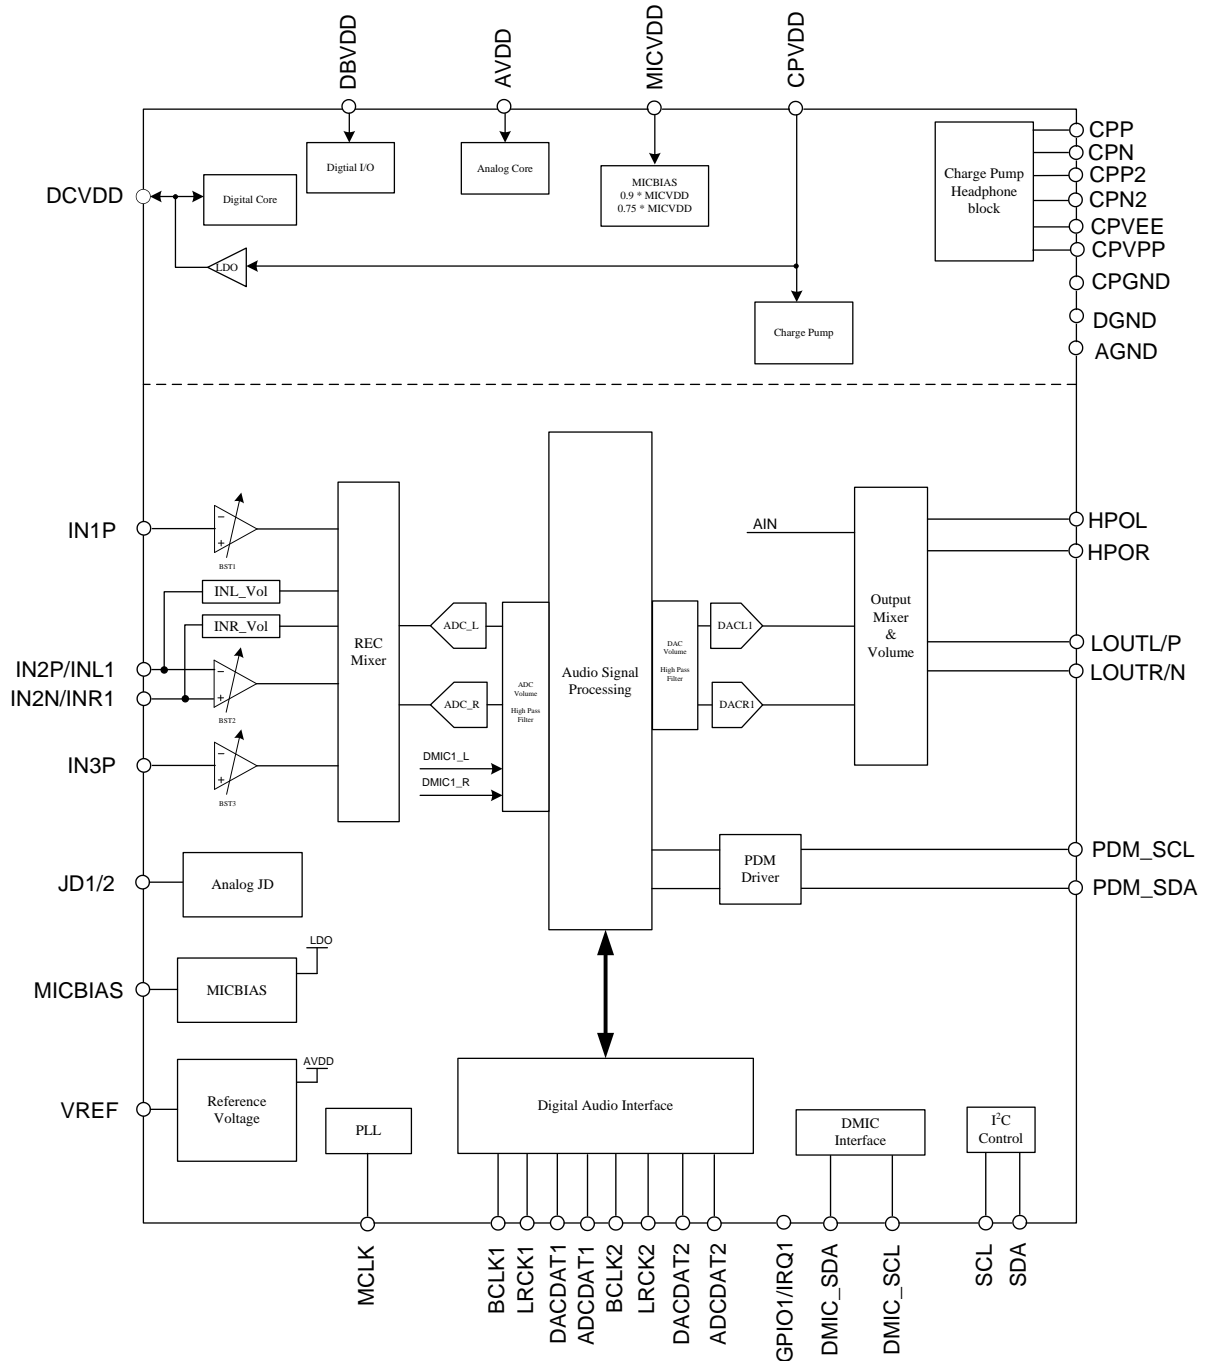 DBVDD
AVDD
MICVDD
CPVDD
DCVDD
Digital Core
Digtial I/O
Analog Core
MICBIAS
0.9 * MICVDD
0.75 * MICVDD
LDO
Charge Pump
Charge Pump
Headphone
block
CPP
CPN
CPP2
CPN2
CPVEE
CPVPP
CPGND
DGND
AGND
IN1P
−
+
BST1
INL_Vol
INR_Vol
IN2P/INL1
IN2N/INR1
−
+
BST2
IN3P
−
+
BST3
REC
Mixer
ADC_L
ADC_R
DMIC1_L
DMIC1_R
ADC
Volume
High Pass
Filter
Audio Signal
Processing
DAC
Volume
High Pass
Filter
DACL1
DACR1
AIN
Output
Mixer
&
Volume
HPOL
HPOR
LOUTL/P
LOUTR/N
PDM
Driver
PDM_SCL
PDM_SDA
JD1/2
Analog JD
MICBIAS
MICBIAS
LDO
VREF
Reference
Voltage
AVDD
PLL
Digital Audio Interface
DMIC
Interface
I²C
Control
MCLK
BCLK1
LRCK1
DACDAT1
ADCDAT1
BCLK2
LRCK2
DACDAT2
ADCDAT2
GPIO1/IRQ1
DMIC_SDA
DMIC_SCL
SCL
SDA